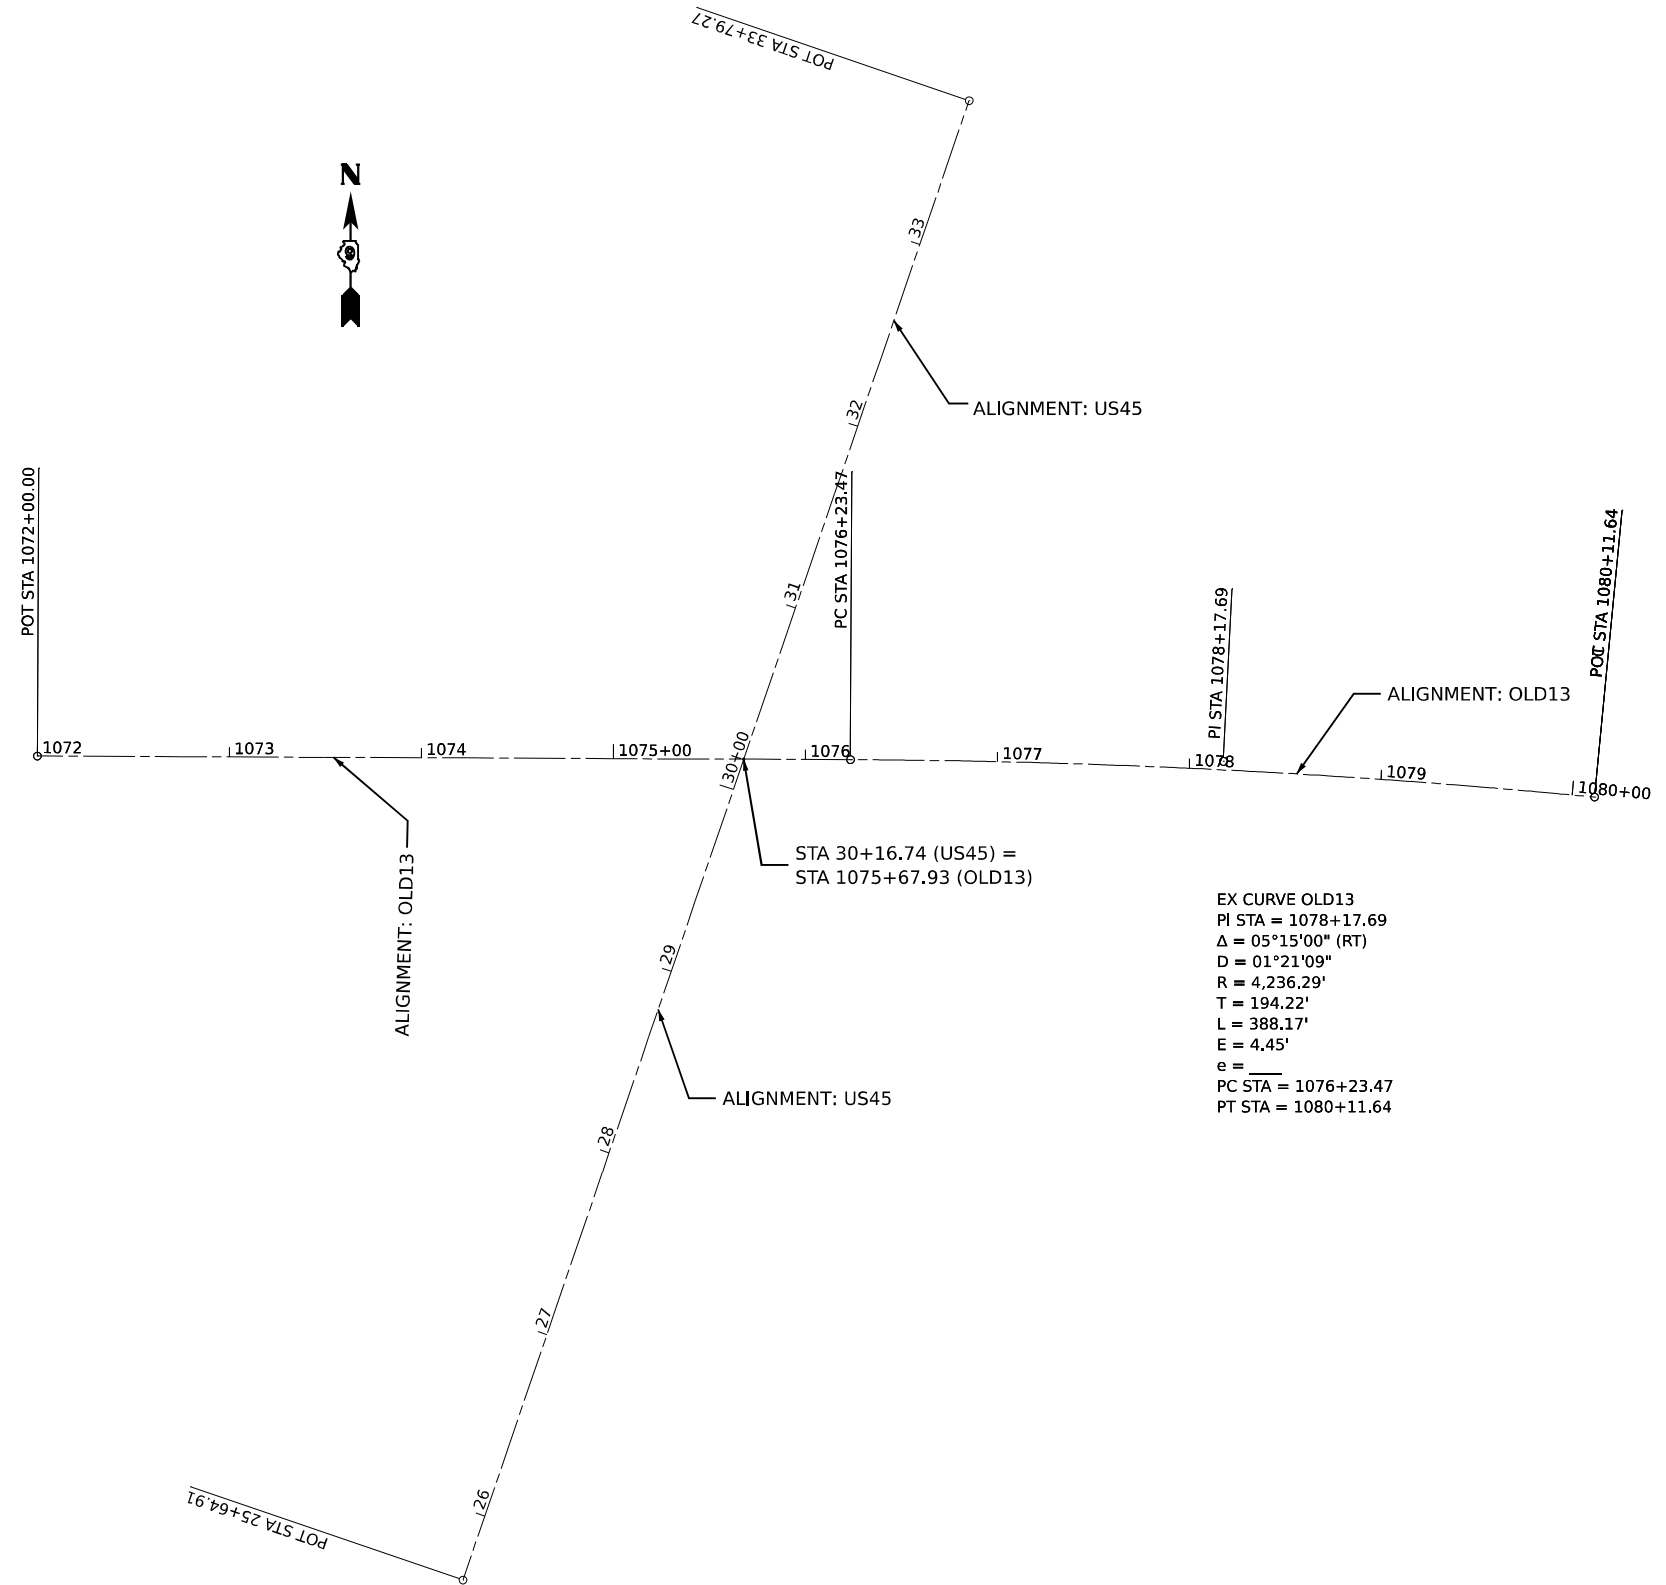 POT STA 33+79.27
N
33
ALIGNMENT: US45
32
POT STA 1072+00.00
PC STA 1076+23.47
31
PI STA 1078+17.69
STA 1080+11.64
ALIGNMENT: OLD13
1072
1073
1074
1075+00
30+00
1076
1077
1078
1079
1080+00
STA 30+16.74 (US45) =
STA 1075+67.93 (OLD13)
ALIGNMENT: OLD13
29
EX CURVE OLD13
PI STA = 1078+17.69
Δ = 05°15'00" (RT)
D = 01°21'09"
R = 4,236.29'
T = 194.22'
L = 388.17'
E = 4.45'
e = ____
PC STA = 1076+23.47
PT STA = 1080+11.64
ALIGNMENT: US45
28
27
26
POT STA 25+64.91